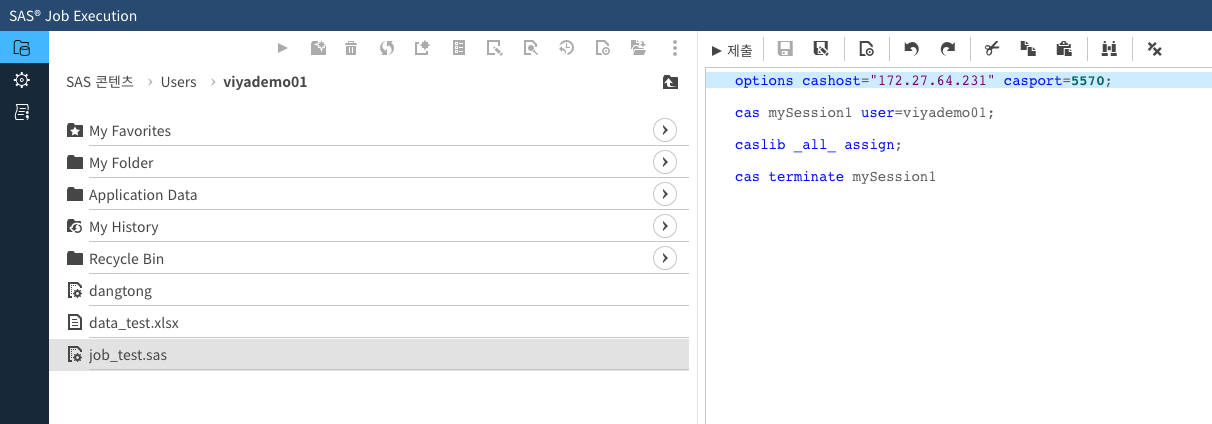 SAS® Job Execution
SAS 콘텐츠 > Users > viyademo01
My Favorites
My Folder
Application Data
My History
Recycle Bin
dangtong
data_test.xlsx
job_test.sas
제출
options cashost="172.27.64.231" casport=5570;
cas mySession1 user=viyademo01;
caslib _all_ assign;
cas terminate mySession1